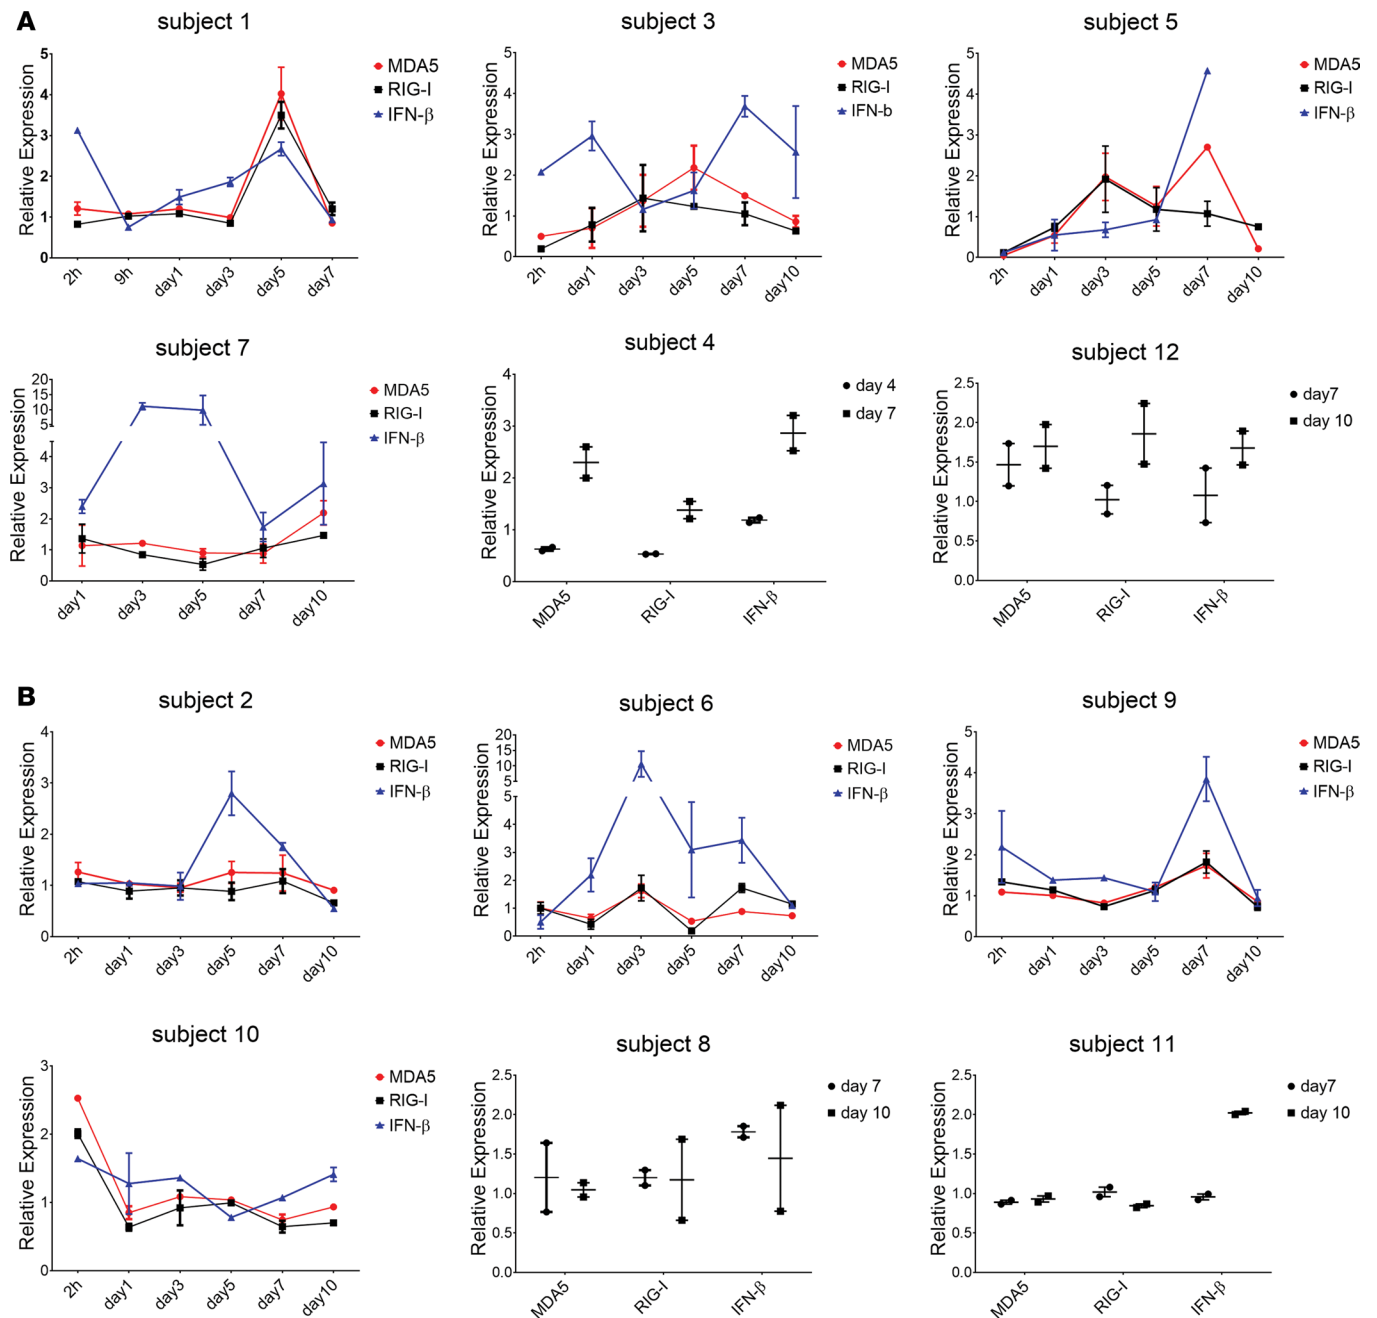 A
subject 1
Relative Expression
5
4
3
2
1
0
2h
9h
day1
day3
day5
day7
MDA5
RIG-I
IFN-β
subject 3
Relative Expression
5
4
3
2
1
0
2h
day1
day3
day5
day7
day10
MDA5
RIG-I
IFN-b
subject 5
Relative Expression
5
4
3
2
1
0
2h
day1
day3
day5
day7
day10
MDA5
RIG-I
IFN-β
subject 7
Relative Expression
20
15
10
5
4
3
2
1
0
day1
day3
day5
day7
day10
MDA5
RIG-I
IFN-β
subject 4
Relative Expression
4
3
2
1
0
MDA5
RIG-I
IFN-β
day 4
day 7
subject 12
Relative Expression
2.5
2.0
1.5
1.0
0.5
0.0
MDA5
RIG-I
IFN-β
day7
day 10
B
subject 2
Relative Expression
4
3
2
1
0
2h
day1
day3
day5
day7
day10
MDA5
RIG-I
IFN-β
subject 6
Relative Expression
20
15
10
5
5
4
3
2
1
0
2h
day1
day3
day5
day7
day10
MDA5
RIG-I
IFN-β
subject 9
Relative Expression
5
4
3
2
1
0
2h
day1
day3
day5
day7
day10
MDA5
RIG-I
IFN-β
subject 10
Relative Expression
3
2
1
0
2h
day1
day3
day5
day7
day10
MDA5
RIG-I
IFN-β
subject 8
Relative Expression
2.5
2.0
1.5
1.0
0.5
0.0
MDA5
RIG-I
IFN-β
day 7
day 10
subject 11
Relative Expression
2.5
2.0
1.5
1.0
0.5
0.0
MDA5
RIG-I
IFN-β
day7
day 10